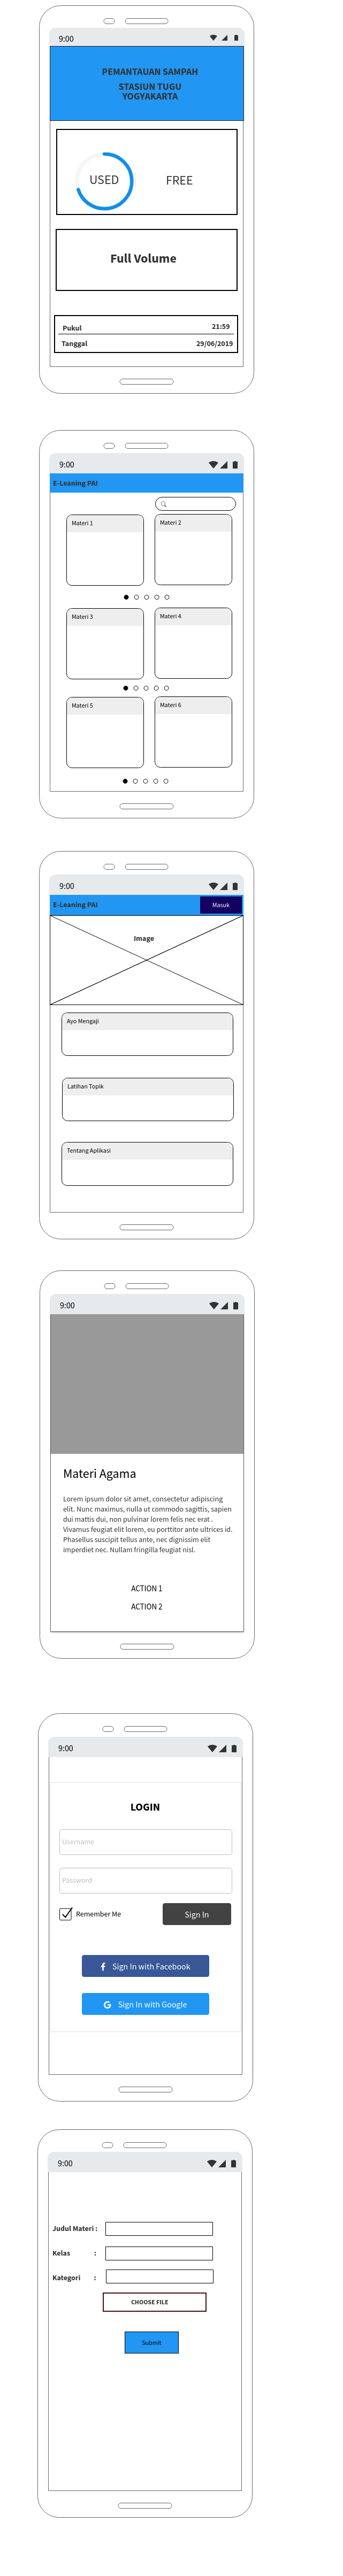 9:00
PEMANTAUAN SAMPAH
STASIUN TUGU
YOGYAKARTA
USED
FREE
Full Volume
Pukul 21:59
Tanggal 29/06/2019
9:00
E-Leaning PAI
Materi 1
Materi 2
Materi 3
Materi 4
Materi 5
Materi 6
9:00
E-Leaning PAI
Masuk
Image
Ayo Mengaji
Latihan Topik
Tentang Aplikasi
9:00
Materi Agama
Lorem ipsum dolor sit amet, consectetur adipiscing
elit. Nunc maximus, nulla ut commodo sagittis, sapien
dui mattis dui, non pulvinar lorem felis nec erat .
Vivamus feugiat elit lorem, eu porttitor ante ultrices id.
Phasellus suscipit tellus ante, nec dignissim elit
imperdiet nec. Nullam fringilla feugiat nisl.
ACTION 1
ACTION 2
9:00
LOGIN
Username
Password
Remember Me
Sign In
Sign In with Facebook
Sign In with Google
9:00
Judul Materi :
Kelas :
Kategori :
CHOOSE FILE
Submit